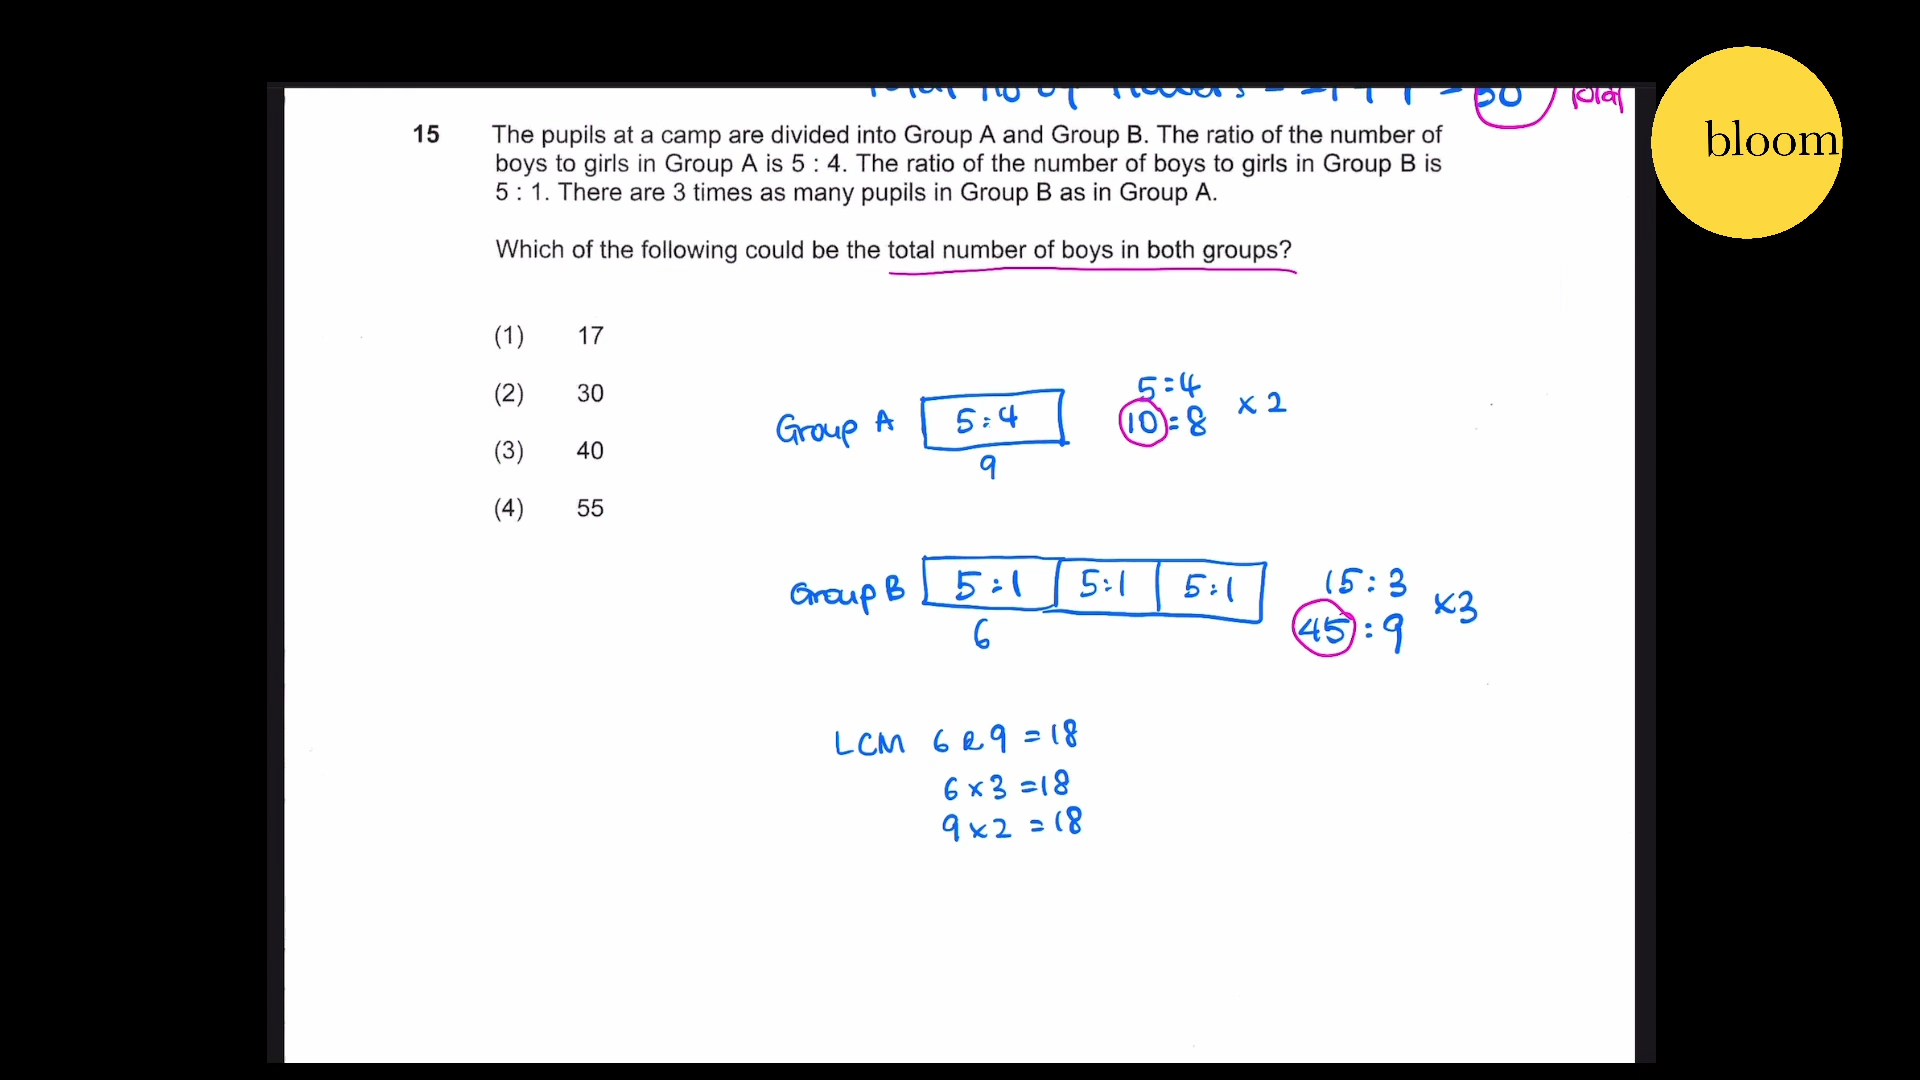 50 Total
bloom
15 The pupils at a camp are divided into Group A and Group B. The ratio of the number of
boys to girls in Group A is 5 : 4. The ratio of the number of boys to girls in Group B is
5 : 1. There are 3 times as many pupils in Group B as in Group A.
Which of the following could be the total number of boys in both groups?
(1) 17
(2) 30
(3) 40
(4) 55
Group A 5:4
9
5:4
10:8 ×2
Group B 5:1 5:1 5:1
6
15:3
45:9 ×3
LCM 6 & 9 = 18
6 × 3 = 18
9 × 2 = 18